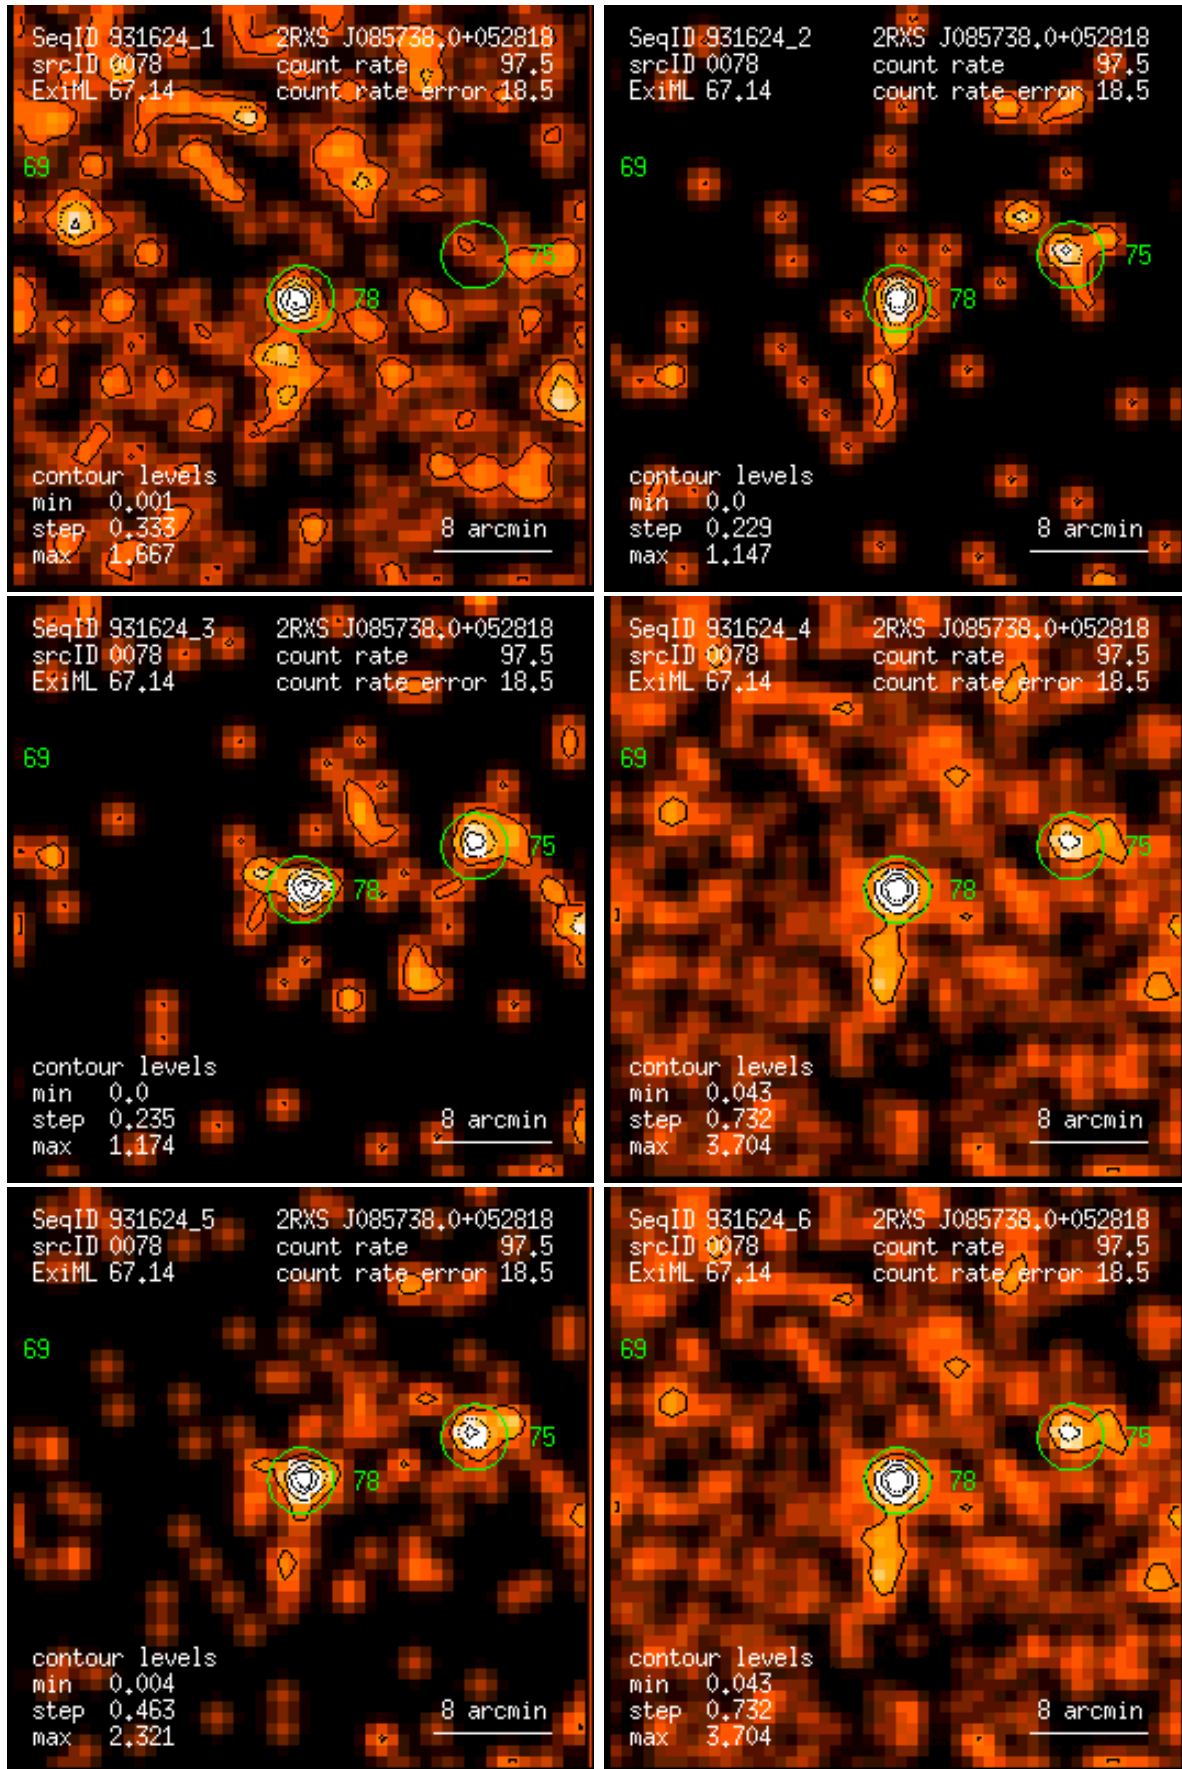 SeqID 931624_1 2RXS J085738.0+052818
srcID 0078 count rate 97.5
ExiML 67.14 count rate error 18.5
69
75
78
contour levels
min 0.001
step 0.333
max 1.667
8 arcmin
SeqID 931624_2 2RXS J085738.0+052818
srcID 0078 count rate 97.5
ExiML 67.14 count rate error 18.5
69
75
78
contour levels
min 0.0
step 0.229
max 1.147
8 arcmin
SeqID 931624_3 2RXS J085738.0+052818
srcID 0078 count rate 97.5
ExiML 67.14 count rate error 18.5
69
75
78
contour levels
min 0.0
step 0.235
max 1.174
8 arcmin
SeqID 931624_4 2RXS J085738.0+052818
srcID 0078 count rate 97.5
ExiML 67.14 count rate error 18.5
69
75
78
contour levels
min 0.043
step 0.732
max 3.704
8 arcmin
SeqID 931624_5 2RXS J085738.0+052818
srcID 0078 count rate 97.5
ExiML 67.14 count rate error 18.5
69
75
78
contour levels
min 0.004
step 0.463
max 2.321
8 arcmin
SeqID 931624_6 2RXS J085738.0+052818
srcID 0078 count rate 97.5
ExiML 67.14 count rate error 18.5
69
75
78
contour levels
min 0.043
step 0.732
max 3.704
8 arcmin